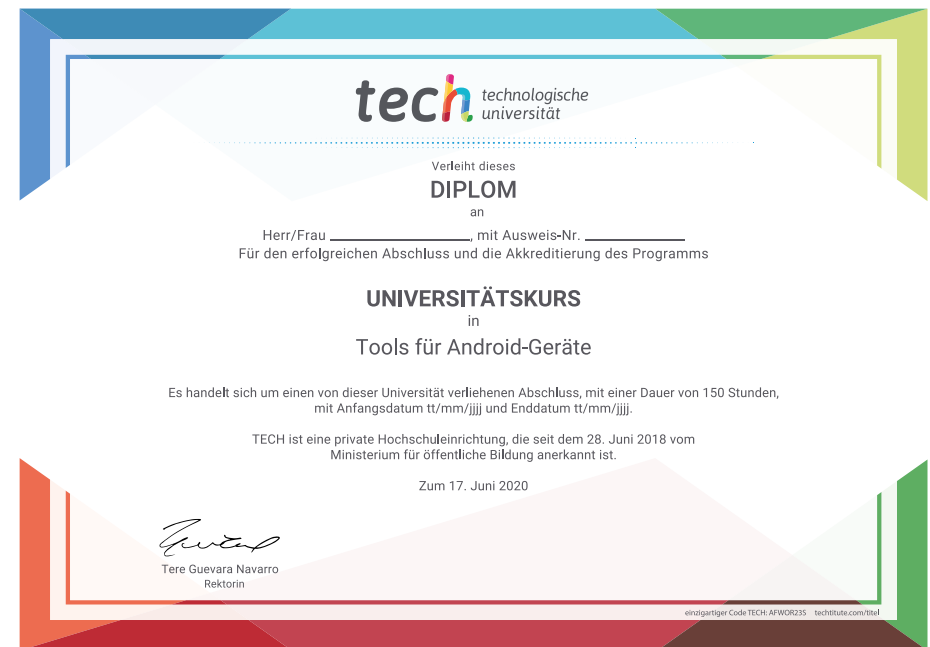 tech technologische
universität
Verleiht dieses
DIPLOM
an
Herr/Frau ____________________, mit Ausweis-Nr. ______________
Für den erfolgreichen Abschluss und die Akkreditierung des Programms
UNIVERSITÄTSKURS
in
Tools für Android-Geräte
Es handelt sich um einen von dieser Universität verliehenen Abschluss, mit einer Dauer von 150 Stunden,
mit Anfangsdatum tt/mm/jjjj und Enddatum tt/mm/jjjj.
TECH ist eine private Hochschuleinrichtung, die seit dem 28. Juni 2018 vom
Ministerium für öffentliche Bildung anerkannt ist.
Zum 17. Juni 2020
Tere Guevara Navarro
Rektorin
einzigartiger Code TECH: AFWOR23S techtitute.com/titel